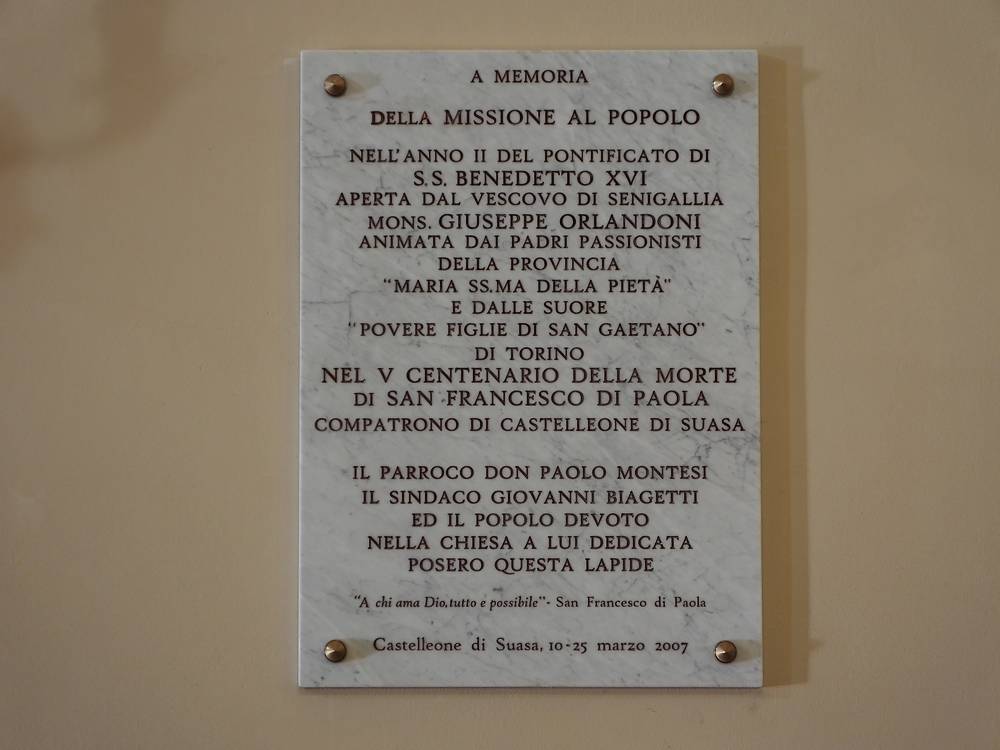 A MEMORIA
DELLA MISSIONE AL POPOLO
NELL'ANNO II DEL PONTIFICATO DI
S.S. BENEDETTO XVI
APERTA DAL VESCOVO DI SENIGALLIA
MONS. GIUSEPPE ORLANDONI
ANIMATA DAI PADRI PASSIONISTI
DELLA PROVINCIA
"MARIA SS.MA DELLA PIETÀ"
E DALLE SUORE
"POVERE FIGLIE DI SAN GAETANO"
DI TORINO
NEL V CENTENARIO DELLA MORTE
DI SAN FRANCESCO DI PAOLA
COMPATRONO DI CASTELLEONE DI SUASA
IL PARROCO DON PAOLO MONTESI
IL SINDACO GIOVANNI BIAGETTI
ED IL POPOLO DEVOTO
NELLA CHIESA A LUI DEDICATA
POSERO QUESTA LAPIDE
"A chi ama Dio, tutto e possibile"- San Francesco di Paola
Castelleone di Suasa, 10-25 marzo 2007